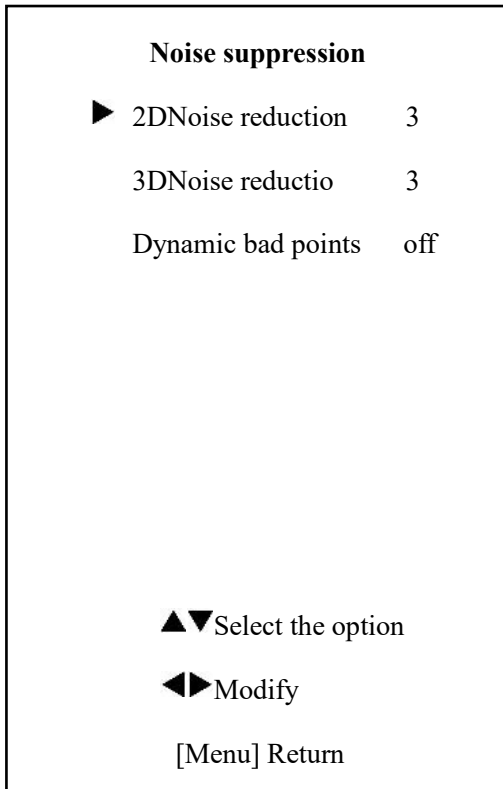 Noise suppression
▶ 2DNoise reduction 3
3DNoise reductio 3
Dynamic bad points off
▲▼Select the option
◀▶Modify
[Menu] Return